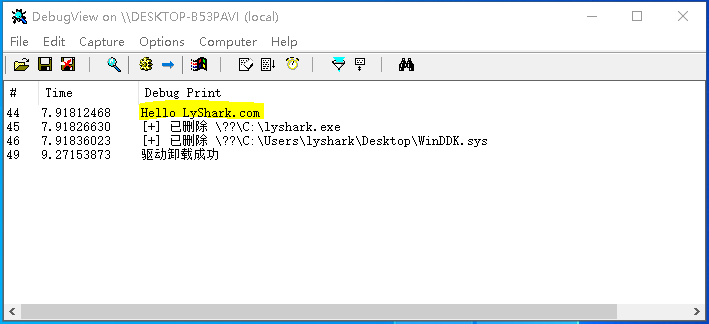 DebugView on \\DESKTOP-B53PAVI (local)
File Edit Capture Options Computer Help
# Time Debug Print
44 7.91812468 Hello LyShark.com
45 7.91826630 [+] 已删除 \??\C:\lyshark.exe
46 7.91836023 [+] 已删除 \??\C:\Users\lyshark\Desktop\WinDDK.sys
49 9.27153873 驱动卸载成功